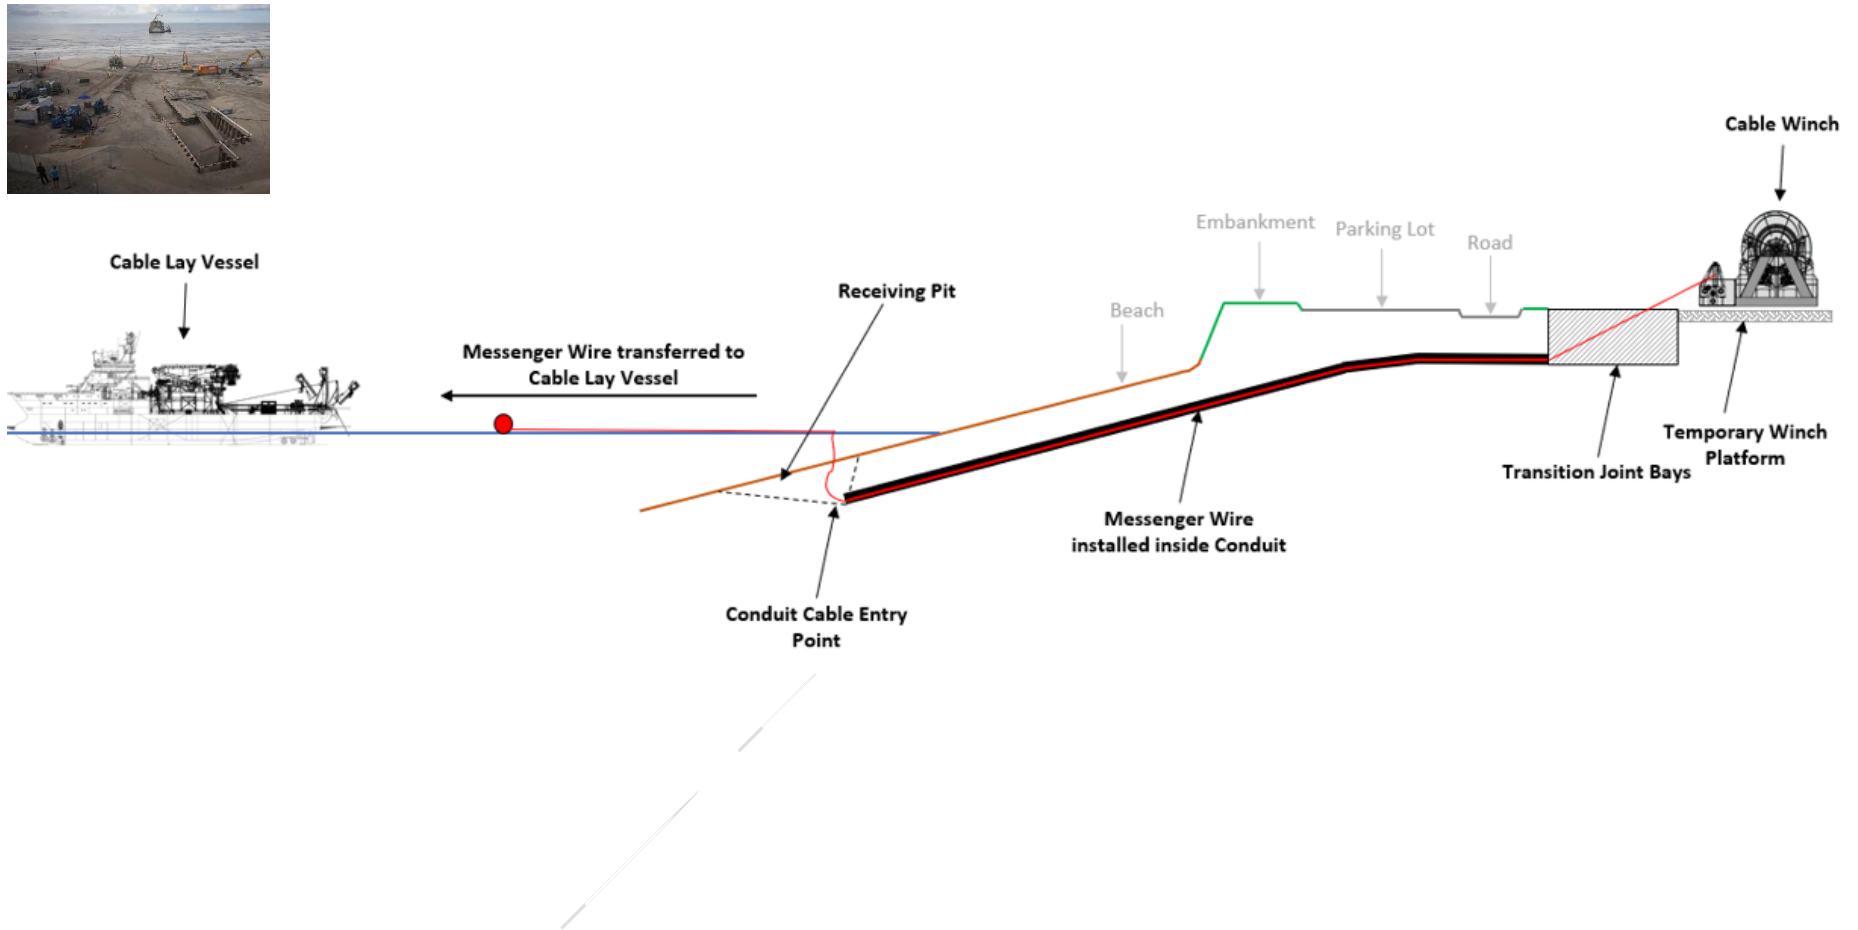 Cable Winch
Embankment
Parking Lot
Road
Cable Lay Vessel
Receiving Pit
Beach
Messenger Wire transferred to
Cable Lay Vessel
Temporary Winch
Platform
Transition Joint Bays
Messenger Wire
installed inside Conduit
Conduit Cable Entry
Point